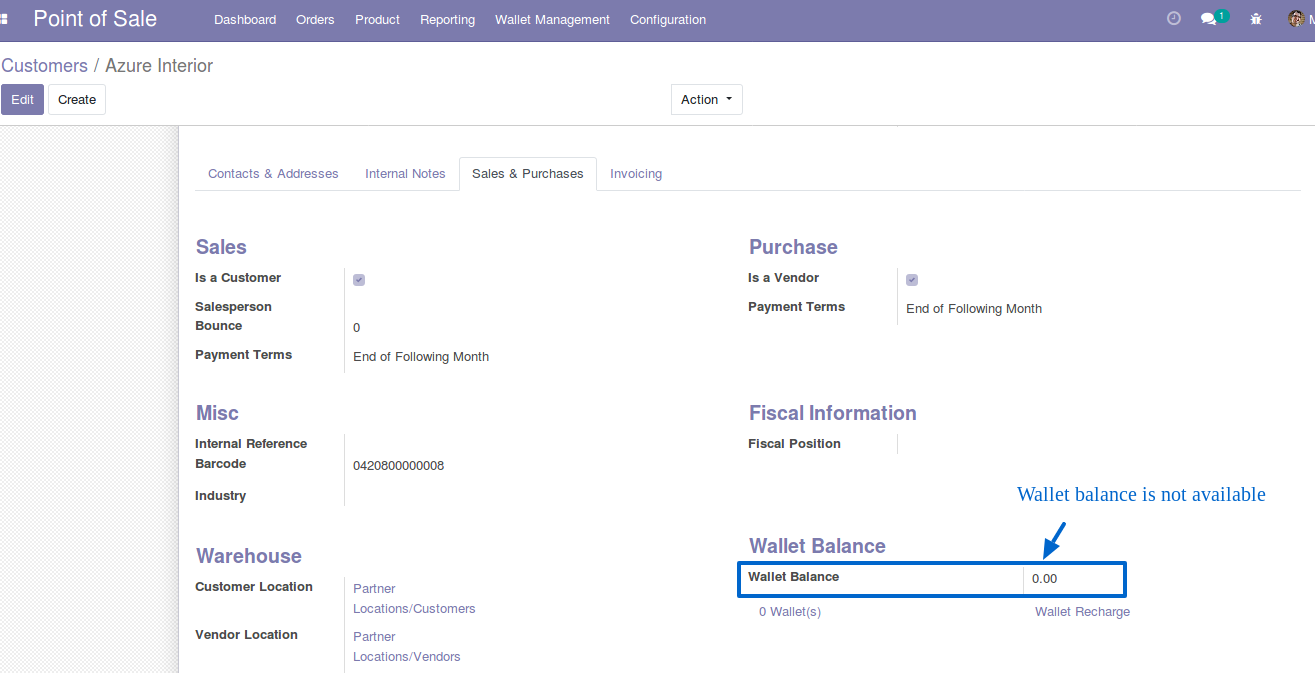 Point of Sale Dashboard Orders Product Reporting Wallet Management Configuration 1 M
Customers / Azure Interior
Edit Create Action
Contacts & Addresses Internal Notes Sales & Purchases Invoicing
Sales
Is a Customer
Salesperson
Bounce 0
Payment Terms End of Following Month
Purchase
Is a Vendor
Payment Terms End of Following Month
Misc
Internal Reference
Barcode 0420800000008
Industry
Fiscal Information
Fiscal Position
Wallet balance is not available
Warehouse
Customer Location Partner
Locations/Customers
Vendor Location Partner
Locations/Vendors
Wallet Balance
Wallet Balance 0.00
0 Wallet(s) Wallet Recharge